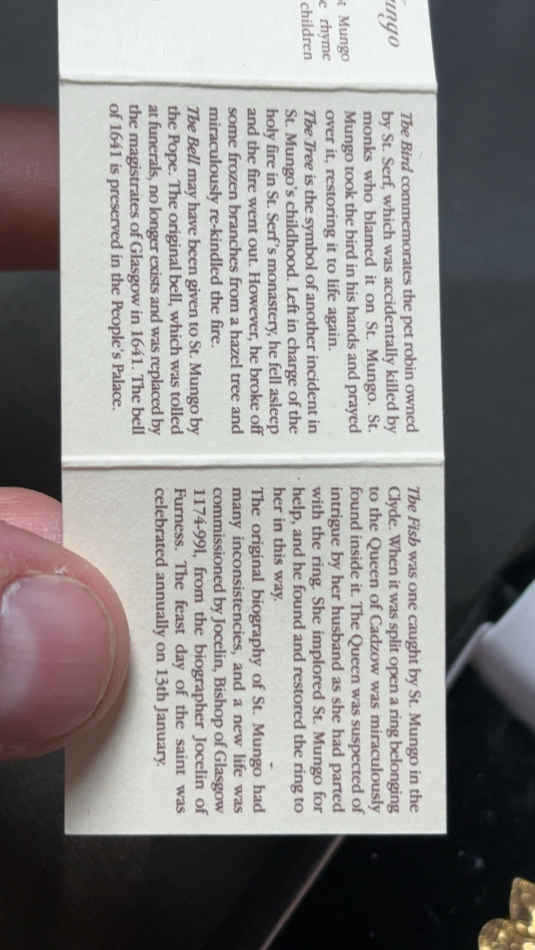 ungo
t Mungo
c rhyme
children
The Bird commemorates the pet robin owned
by St. Serf, which was accidentally killed by
monks who blamed it on St. Mungo. St.
Mungo took the bird in his hands and prayed
over it, restoring it to life again.
The Tree is the symbol of another incident in
St. Mungo's childhood. Left in charge of the
holy fire in St. Serf's monastery, he fell asleep
and the fire went out. However, he broke off
some frozen branches from a hazel tree and
miraculously re-kindled the fire.
The Bell may have been given to St. Mungo by
the Pope. The original bell, which was tolled
at funerals, no longer exists and was replaced by
the magistrates of Glasgow in 1641. The bell
of 1641 is preserved in the People's Palace.
The Fish was one caught by St. Mungo in the
Clyde. When it was split open a ring belonging
to the Queen of Cadzow was miraculously
found inside it. The Queen was suspected of
intrigue by her husband as she had parted
with the ring. She implored St. Mungo for
help, and he found and restored the ring to
her in this way.
The original biography of St. Mungo had
many inconsistencies, and a new life was
commissioned by Jocelin, Bishop of Glasgow
1174-991, from the biographer Jocelin of
Furness. The feast day of the saint was
celebrated annually on 13th January.